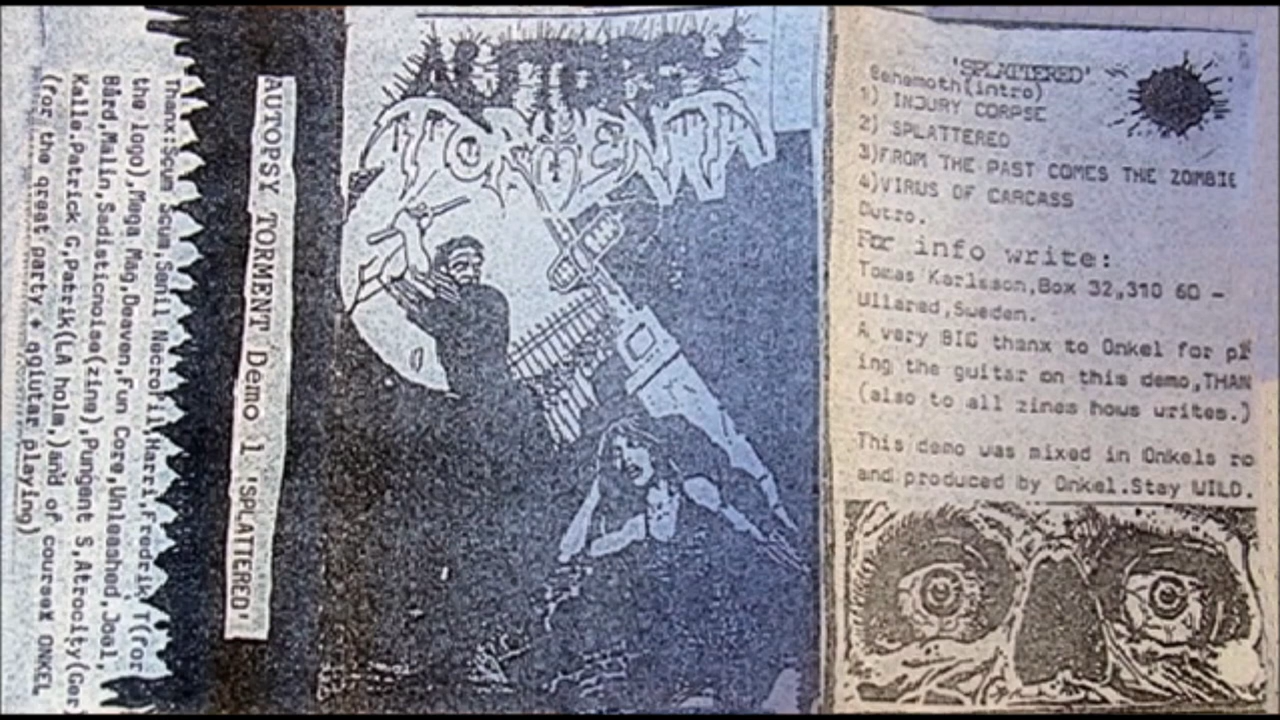 Thanx:Scum Scum,Senil Necrofil,Harri,Fredrik T(for
the logo),Mega Mag,Deaven,Fun Core,Unleashed,Joel,
Bård,Malin,Sadisticnoise(zine),Pungent S,Atrocity(Ger)
Kalle,Patrick G,Patrik(LA holm,)and of course ONKEL
(for the great party + gguitar playing)
AUTOPSY TORMENT Demo 1 'SPLATTERED'
AUTOPSY
TORMENT
'SPLATTERED'
Behemoth(intro)
1) INJURY CORPSE
2) SPLATTERED
3)FROM THE PAST COMES THE ZOMBIE
4)VIRUS OF CARCASS
Outro.
For info write:
Tomas Karlsson,Box 32,310 60 -
Ullared,Sweden.
A very BIG thanx to Onkel for pl
ing the guitar on this demo,THAN
(also to all zines hows writes.)
This demo was mixed in Onkels ro
and produced by Onkel.Stay WILD.